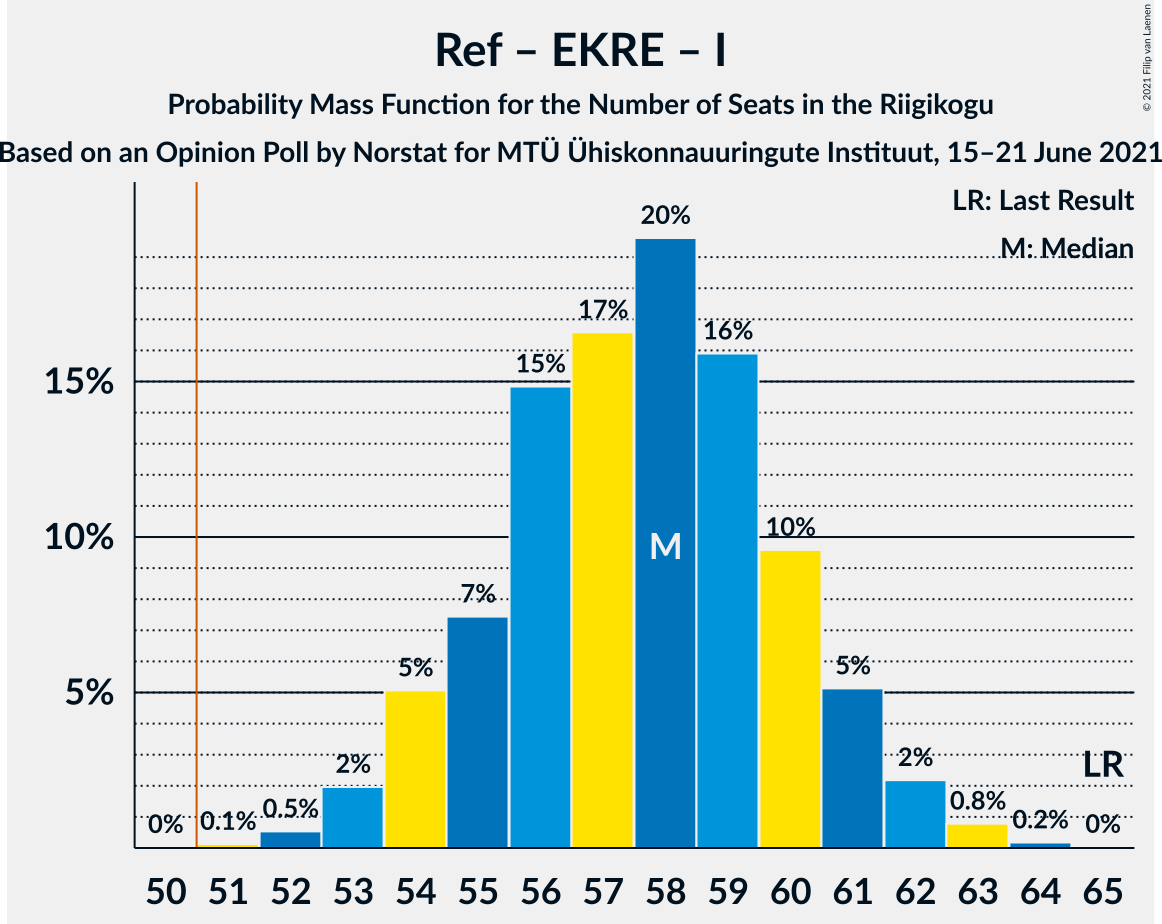 Ref – EKRE – I
Probability Mass Function for the Number of Seats in the Riigikogu
Based on an Opinion Poll by Norstat for MTÜ Ühiskonnauuringute Instituut, 15–21 June 2021
© 2021 Filip van Laenen
LR: Last Result
M: Median
20%
17%
16%
15%
15%
10%
10%
M
7%
5%
5%
5%
2%
2%
LR
0%
0.1%
0.5%
0.8%
0.2%
0%
50 51 52 53 54 55 56 57 58 59 60 61 62 63 64 65